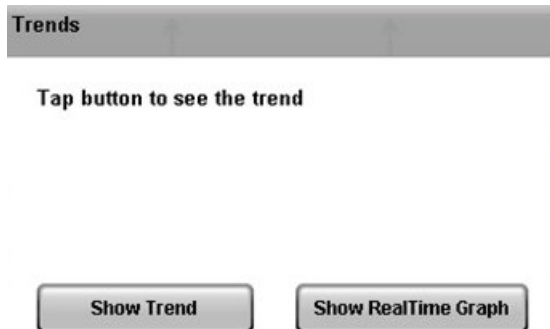 Trends
Tap button to see the trend
Show Trend
Show RealTime Graph